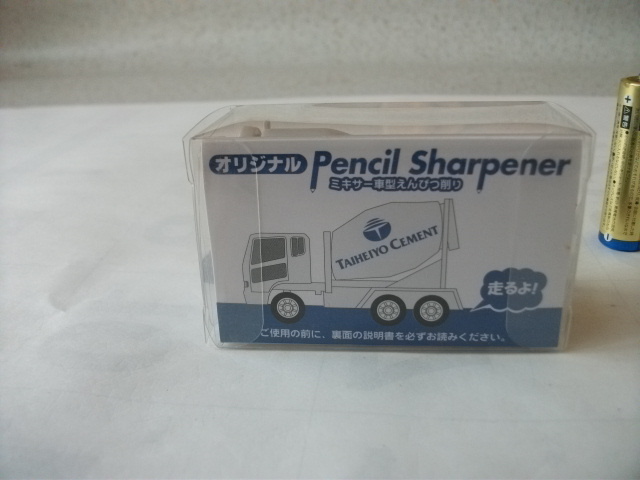 オリジナル Pencil Sharpener
ミキサー車型えんぴつ削り
TAIHEIYO CEMENT
走るよ!
ご使用の前に、裏面の説明書を必ずお読みください。